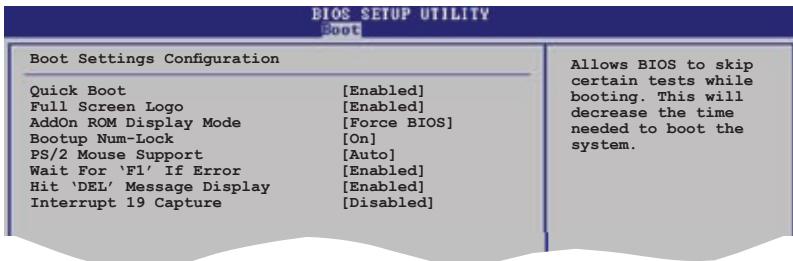 BIOS SETUP UTILITY
Boot
Boot Settings Configuration
Quick Boot [Enabled]
Full Screen Logo [Enabled]
AddOn ROM Display Mode [Force BIOS]
Bootup Num-Lock [On]
PS/2 Mouse Support [Auto]
Wait For ‘F1’ If Error [Enabled]
Hit ‘DEL’ Message Display [Enabled]
Interrupt 19 Capture [Disabled]
Allows BIOS to skip
certain tests while
booting. This will
decrease the time
needed to boot the
system.